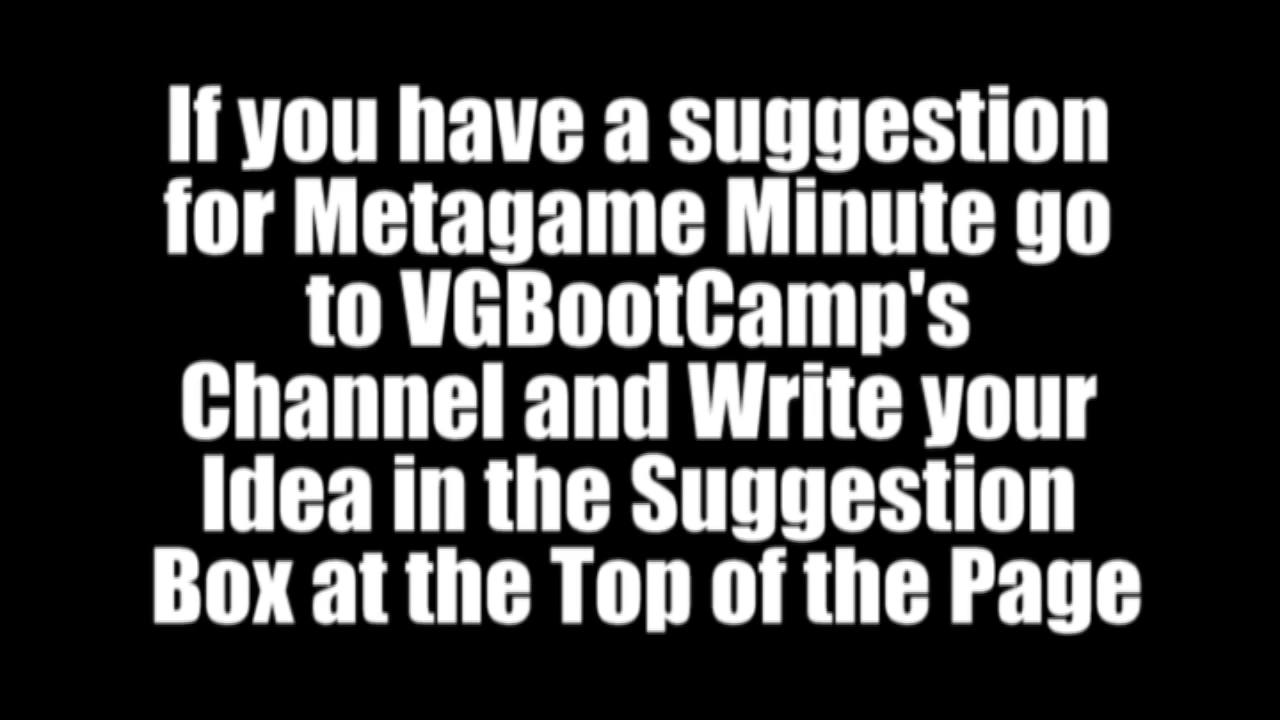 If you have a suggestion
for Metagame Minute go
to VGBootCamp's
Channel and Write your
Idea in the Suggestion
Box at the Top of the Page